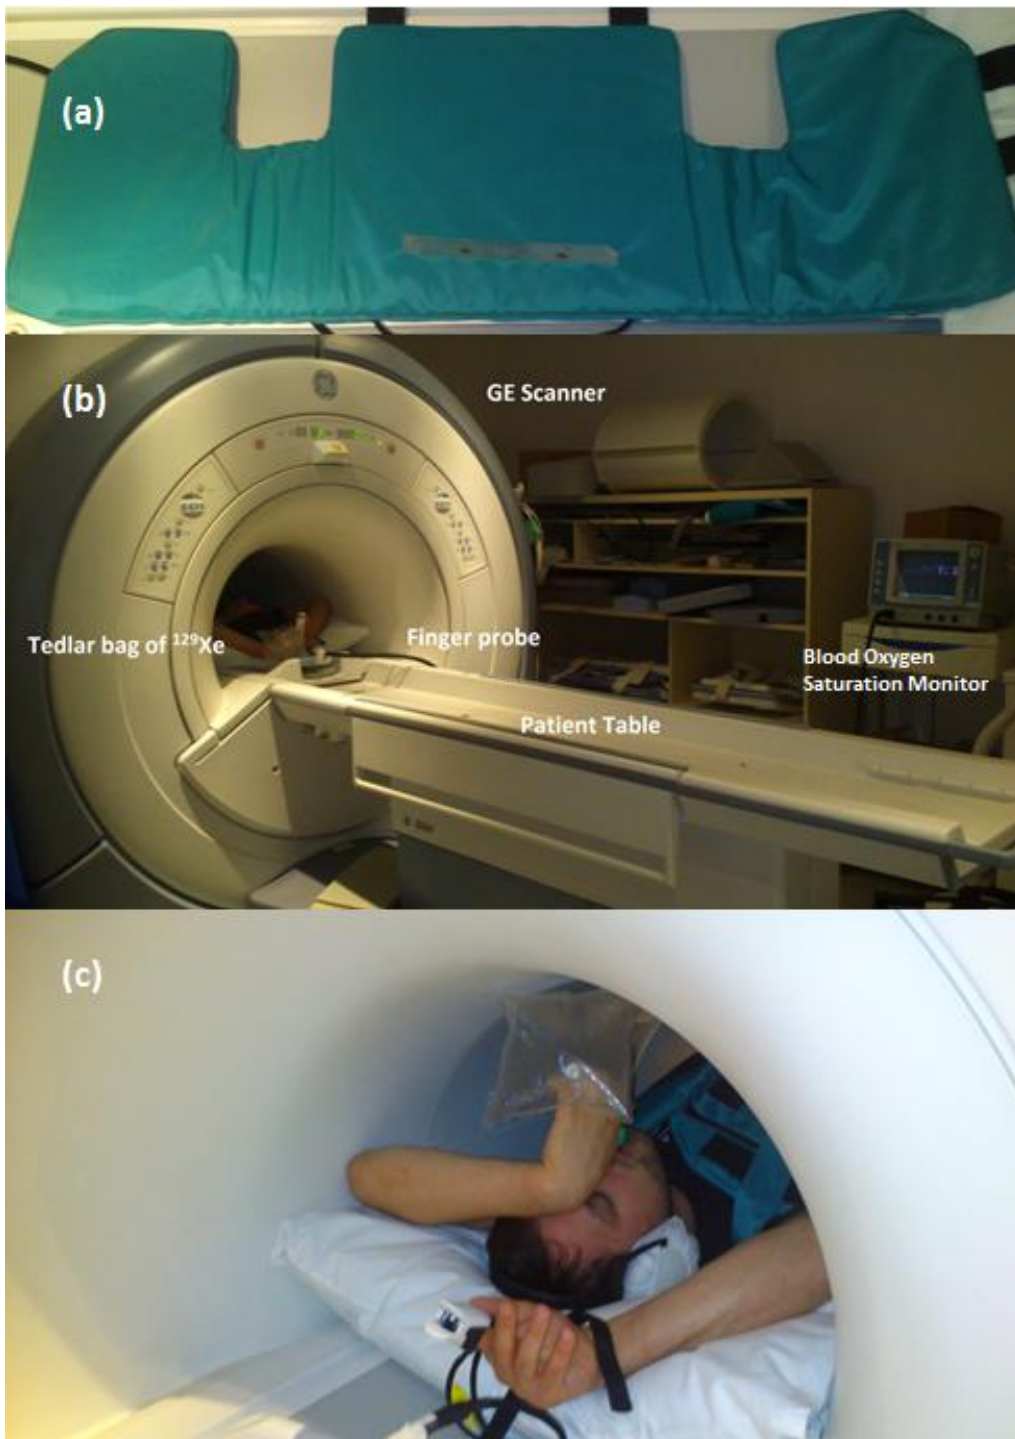 (a)
(b)
GE Scanner
Tedlar bag of ¹²⁹Xe
Finger probe
Blood Oxygen
Saturation Monitor
Patient Table
(c)